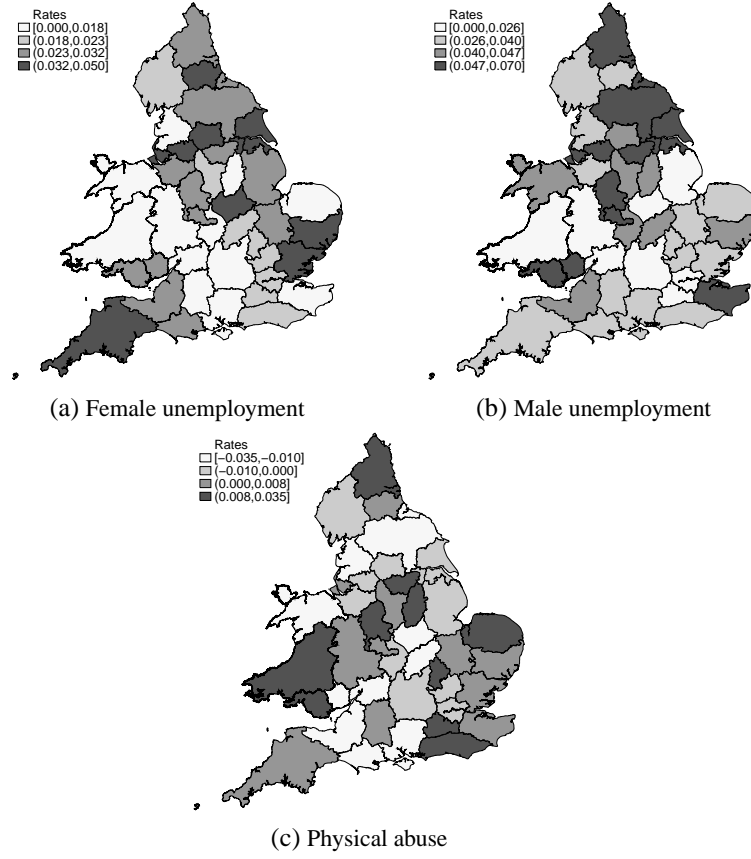 Rates
[0.000,0.018]
(0.018,0.023]
(0.023,0.032]
(0.032,0.050]
Rates
[0.000,0.026]
(0.026,0.040]
(0.040,0.047]
(0.047,0.070]
(a) Female unemployment
(b) Male unemployment
Rates
[−0.035,−0.010]
(−0.010,0.000]
(0.000,0.008]
(0.008,0.035]
(c) Physical abuse